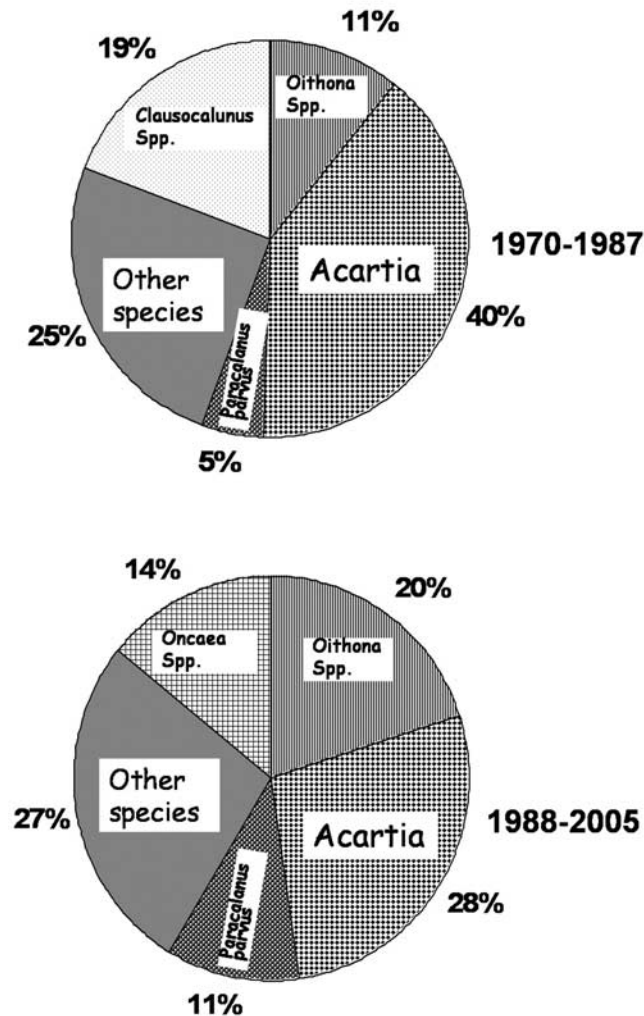 11%
19%
Oithona
Spp.
Clausocalunus
Spp.
1970-1987
Acartia
Other
species
40%
25%
Paracalanus
parvus
5%
14%
20%
Oncaea
Spp.
Oithona
Spp.
Other
species
27%
Acartia
1988-2005
Paracalanus
parvus
28%
11%